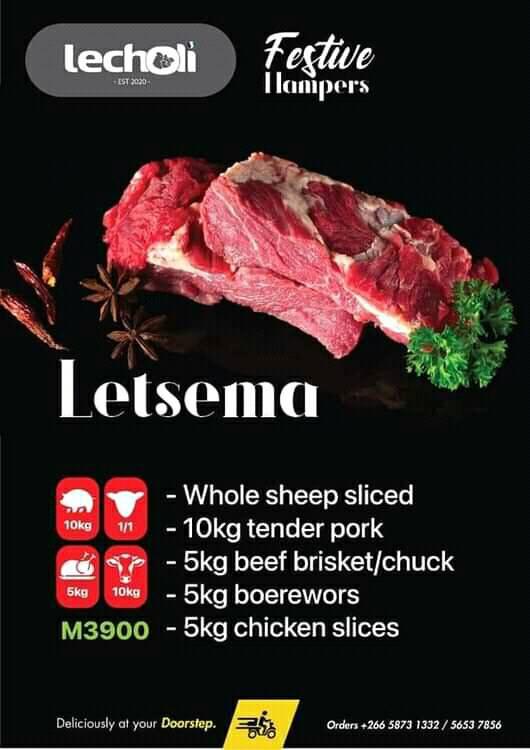 Lecholi
- EST 2020 -
Festive
Hampers
Letsema
10kg
1/1
5kg
10kg
M3900
- Whole sheep sliced
- 10kg tender pork
- 5kg beef brisket/chuck
- 5kg boerewors
- 5kg chicken slices
Deliciously at your Doorstep.
Orders +266 5873 1332 / 5653 7856